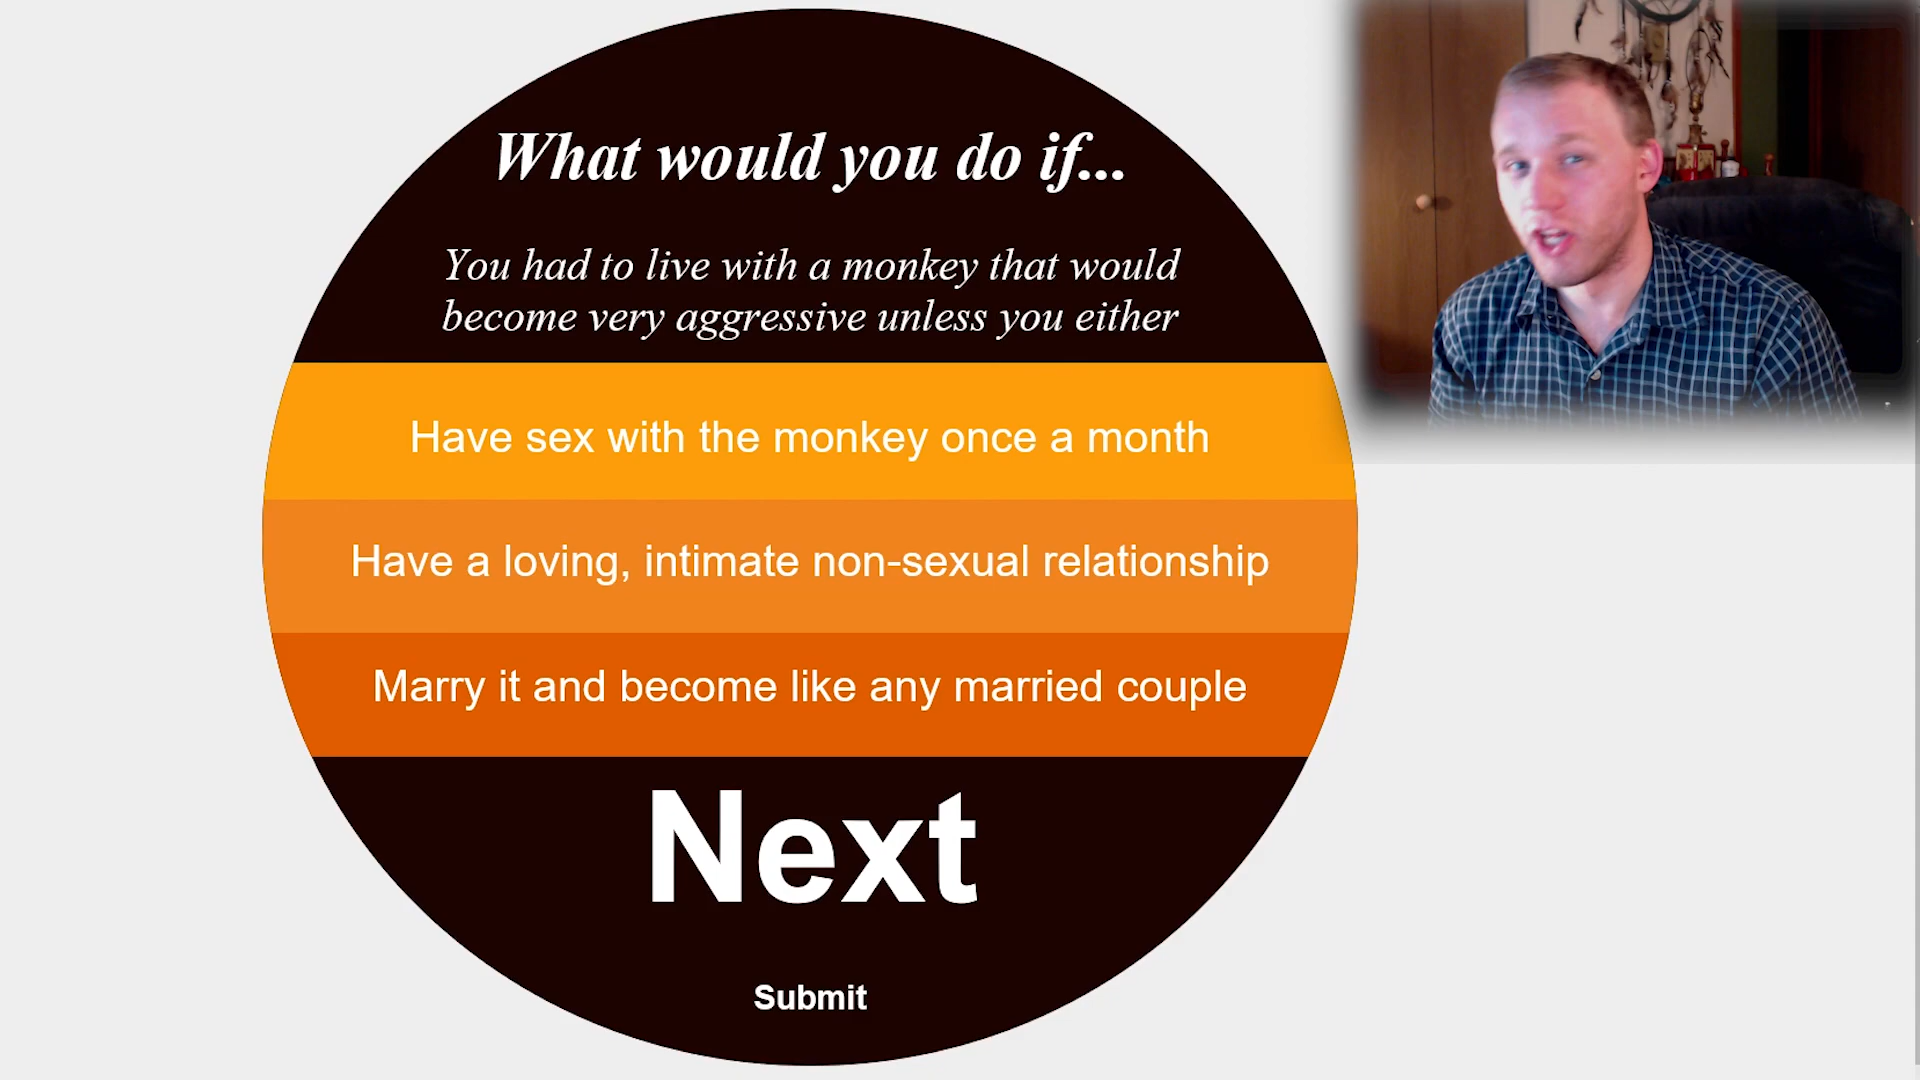 What would you do if...
You had to live with a monkey that would
become very aggressive unless you either
Have sex with the monkey once a month
Have a loving, intimate non-sexual relationship
Marry it and become like any married couple
Next
Submit